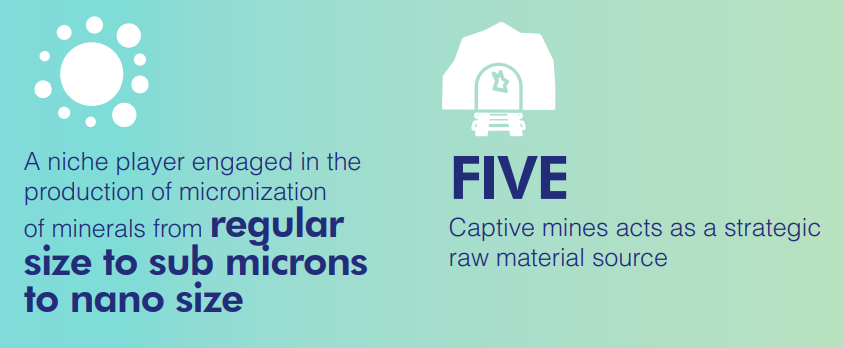 A niche player engaged in the
production of micronization
of minerals from regular
size to sub microns
to nano size
FIVE
Captive mines acts as a strategic
raw material source